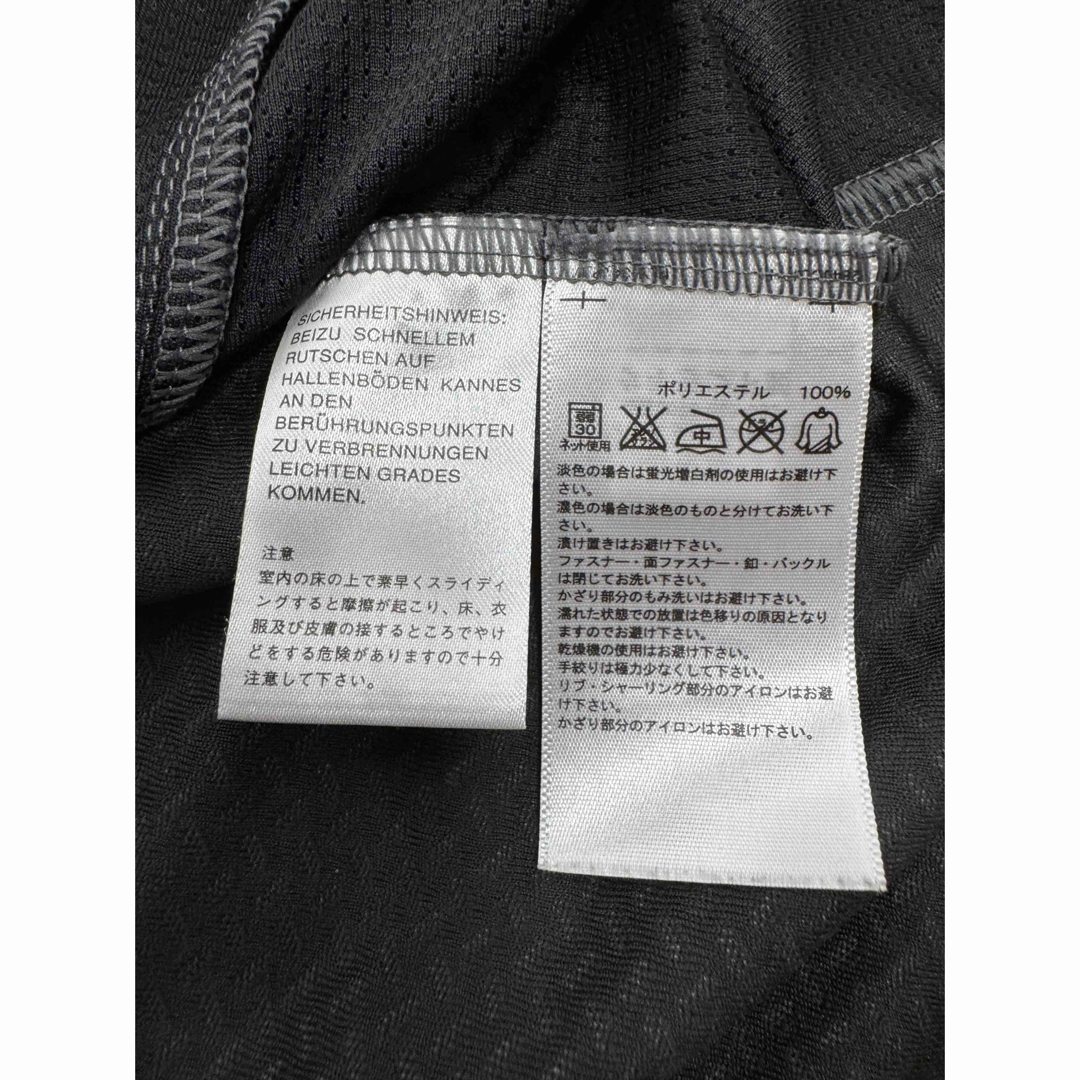 SICHERHEITSHINWEIS:
BEIZU SCHNELLEM
RUTSCHEN AUF
HALLENBÖDEN KANNES
AN DEN
BERÜHRUNGSPUNKTEN
ZU VERBRENNUNGEN
LEICHTEN GRADES
KOMMEN.
注意
室内の床の上で素早くスライディ
ングすると摩擦が起こり、床、衣
服及び皮膚の接するところでやけ
どをする危険がありますので十分
注意して下さい。
ポリエステル 100%
30 中
ネット使用
淡色の場合は蛍光増白剤の使用はお避け下
さい。
濃色の場合は淡色のものと分けてお洗い下
さい。
漬け置きはお避け下さい。
ファスナー・面ファスナー・釦・バックル
は閉じてお洗い下さい。
かざり部分のもみ洗いはお避け下さい。
濡れた状態での放置は色移りの原因となり
ますのでお避け下さい。
乾燥機の使用はお避け下さい。
手絞りは極力少なくして下さい。
リブ・シャーリング部分のアイロンはお避
け下さい。
かざり部分のアイロンはお避け下さい。